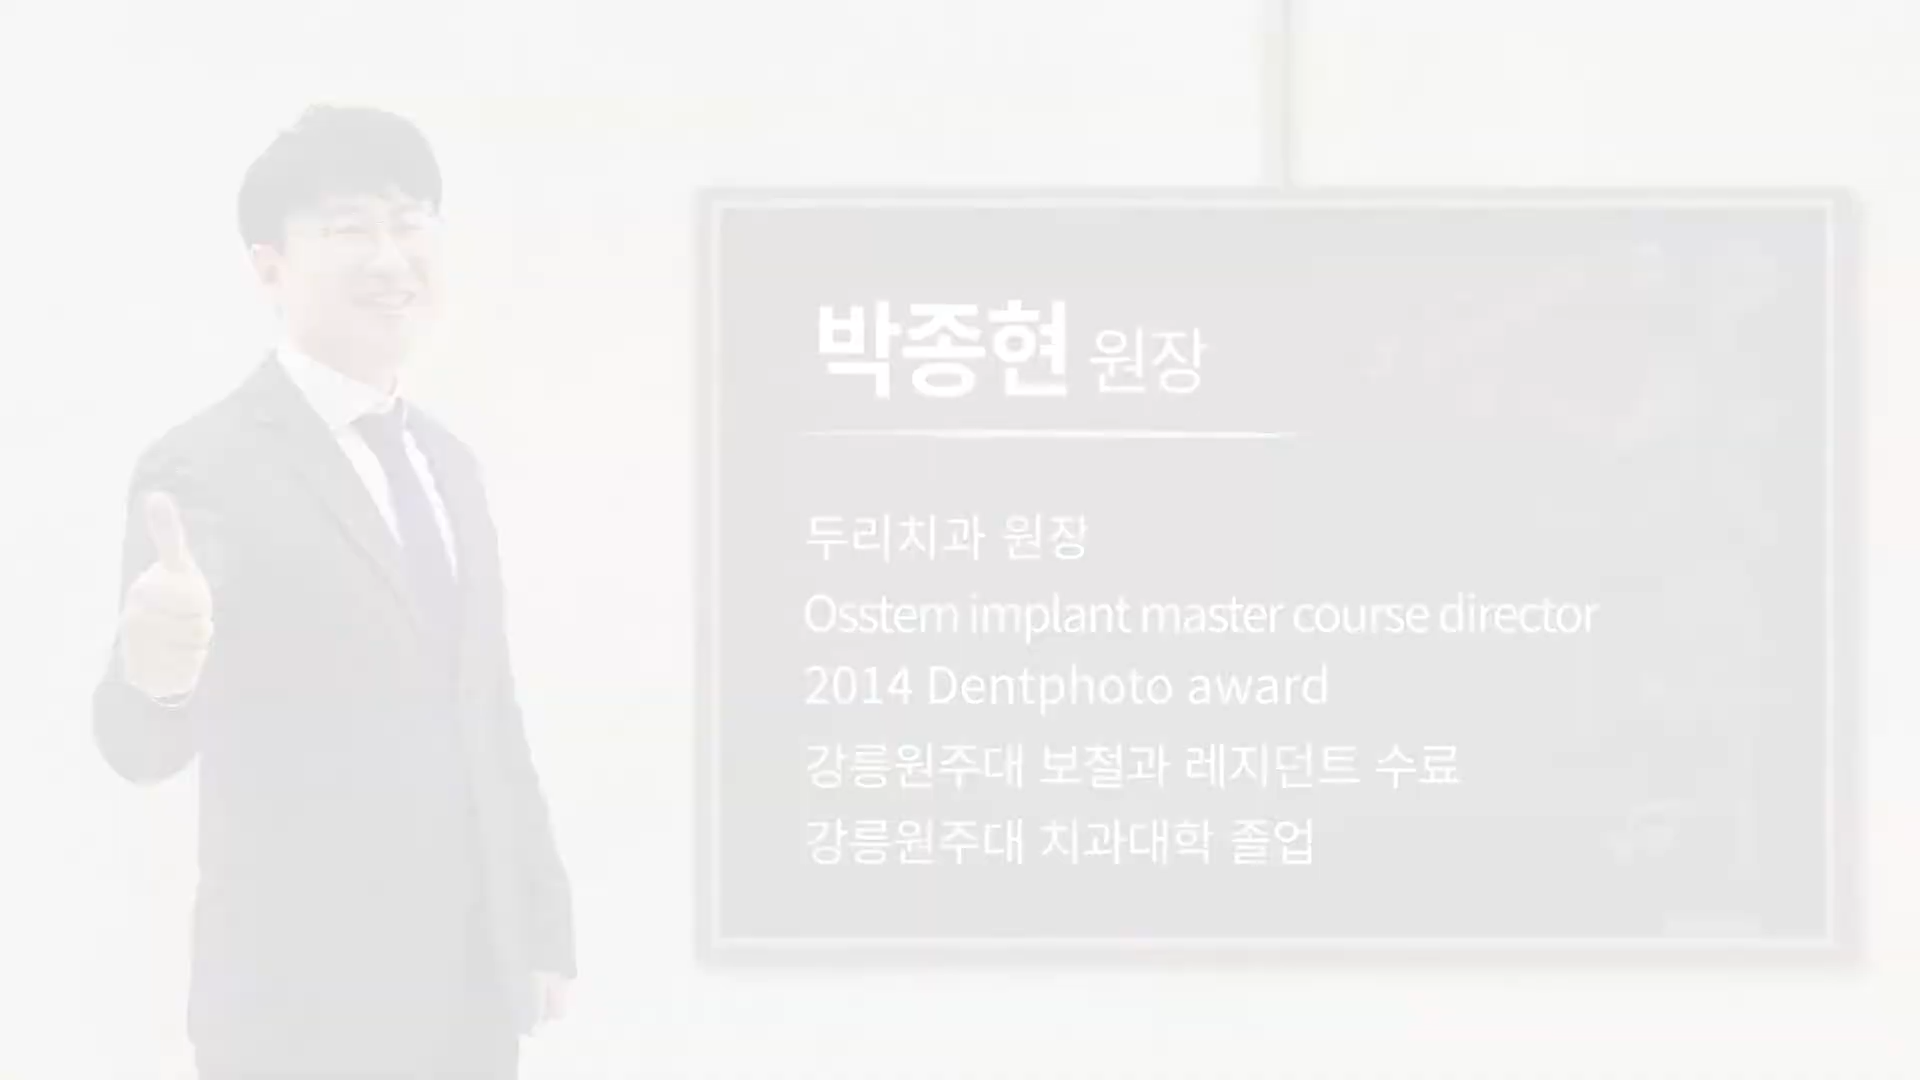 박종현 원장
두리치과 원장
Osstem implant master course director
2014 Dentphoto award
강릉원주대 보철과 레지던트 수료
강릉원주대 치과대학 졸업